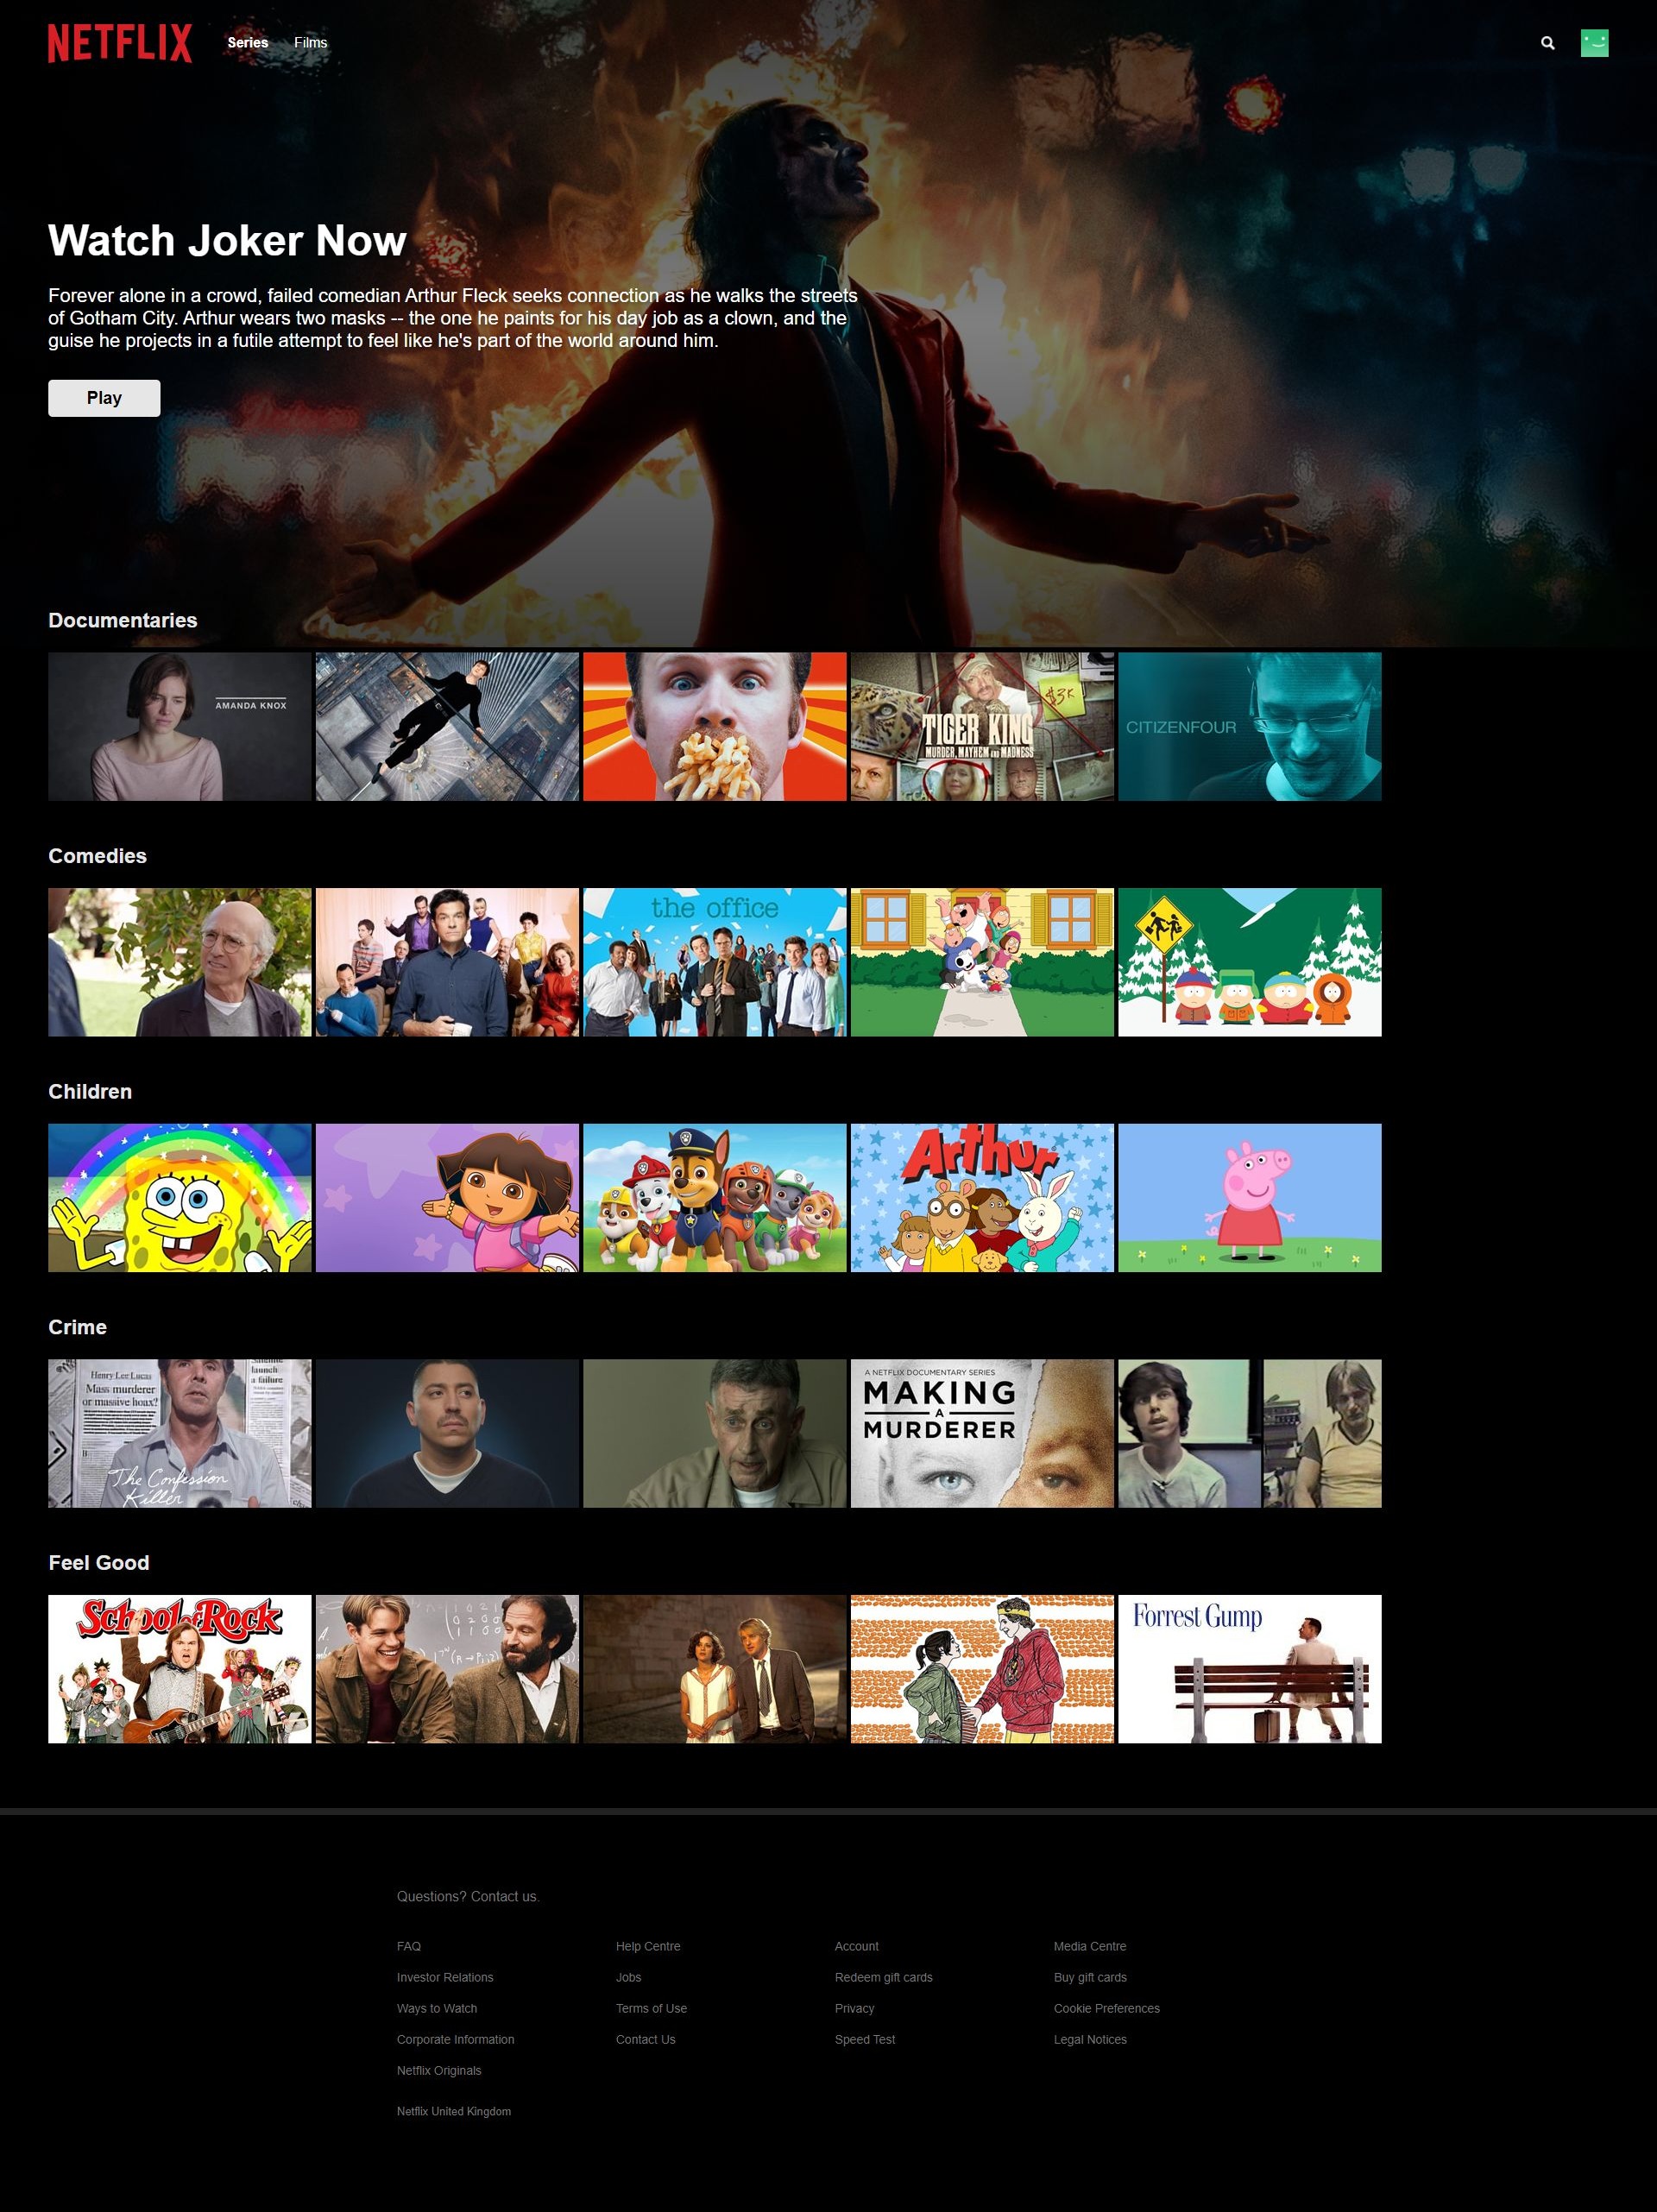 NETFLIX
Series
Films
Watch Joker Now
Forever alone in a crowd, failed comedian Arthur Fleck seeks connection as he walks the streets
of Gotham City. Arthur wears two masks -- the one he paints for his day job as a clown, and the
guise he projects in a futile attempt to feel like he's part of the world around him.
Play
Documentaries
AMANDA KNOX
$3K
TIGER KING
MURDER, MAYHEM AND MADNESS
CITIZENFOUR
Comedies
the office
Children
Arthur
Crime
Henry Lee Lucas
Mass murderer
or massive hoax?
launch
a failure
The Confession
Killer
A NETFLIX DOCUMENTARY SERIES
MAKING
A
MURDERER
Feel Good
School of Rock
Forrest Gump
Questions? Contact us.
FAQ
Help Centre
Account
Media Centre
Investor Relations
Jobs
Redeem gift cards
Buy gift cards
Ways to Watch
Terms of Use
Privacy
Cookie Preferences
Corporate Information
Contact Us
Speed Test
Legal Notices
Netflix Originals
Netflix United Kingdom